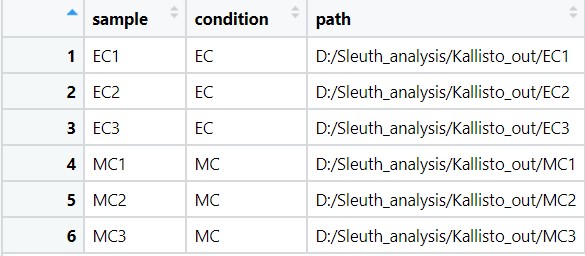 sample condition path
1 EC1 EC D:/Sleuth_analysis/Kallisto_out/EC1
2 EC2 EC D:/Sleuth_analysis/Kallisto_out/EC2
3 EC3 EC D:/Sleuth_analysis/Kallisto_out/EC3
4 MC1 MC D:/Sleuth_analysis/Kallisto_out/MC1
5 MC2 MC D:/Sleuth_analysis/Kallisto_out/MC2
6 MC3 MC D:/Sleuth_analysis/Kallisto_out/MC3